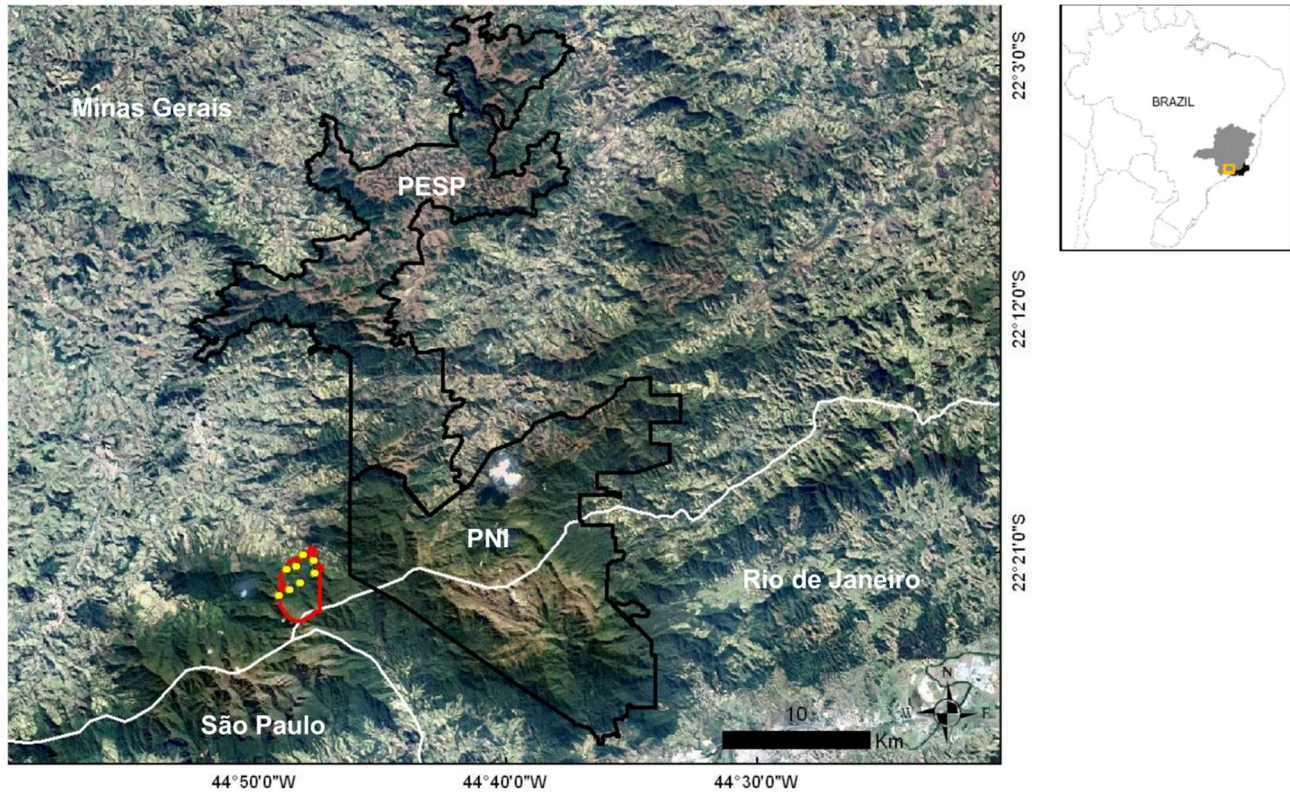 Minas Gerais
PESP
PNI
Rio de Janeiro
São Paulo
10
Km
N
W
E
S
22°3'0"S
22°12'0"S
22°21'0"S
44°50'0"W
44°40'0"W
44°30'0"W
BRAZIL